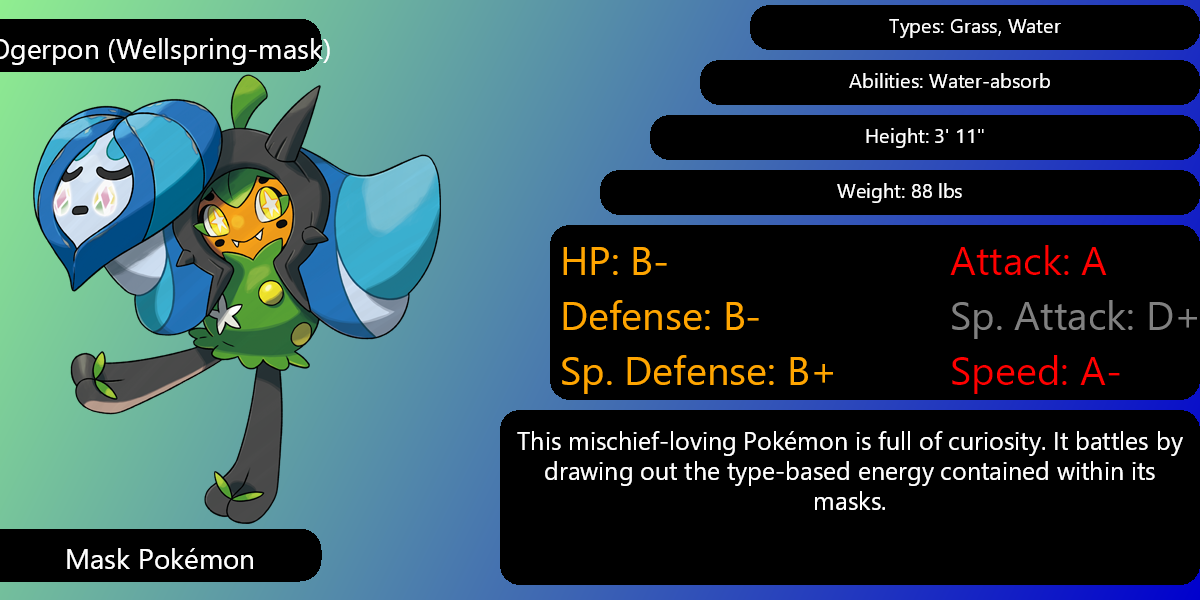 Ogerpon (Wellspring-mask)
Types: Grass, Water
Abilities: Water-absorb
Height: 3' 11"
Weight: 88 lbs
HP: B-
Attack: A
Defense: B-
Sp. Attack: D+
Sp. Defense: B+
Speed: A-
This mischief-loving Pokémon is full of curiosity. It battles by
drawing out the type-based energy contained within its
masks.
Mask Pokémon